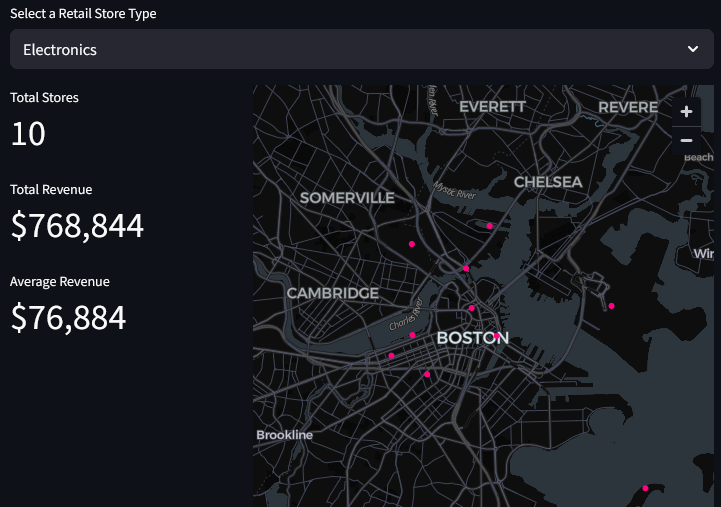 Select a Retail Store Type
Electronics
Total Stores
10
Total Revenue
$768,844
Average Revenue
$76,884
EVERETT
REVERE
+
−
Beach
Mystic River
CHELSEA
SOMERVILLE
Win
CAMBRIDGE
Charles River
BOSTON
Brookline